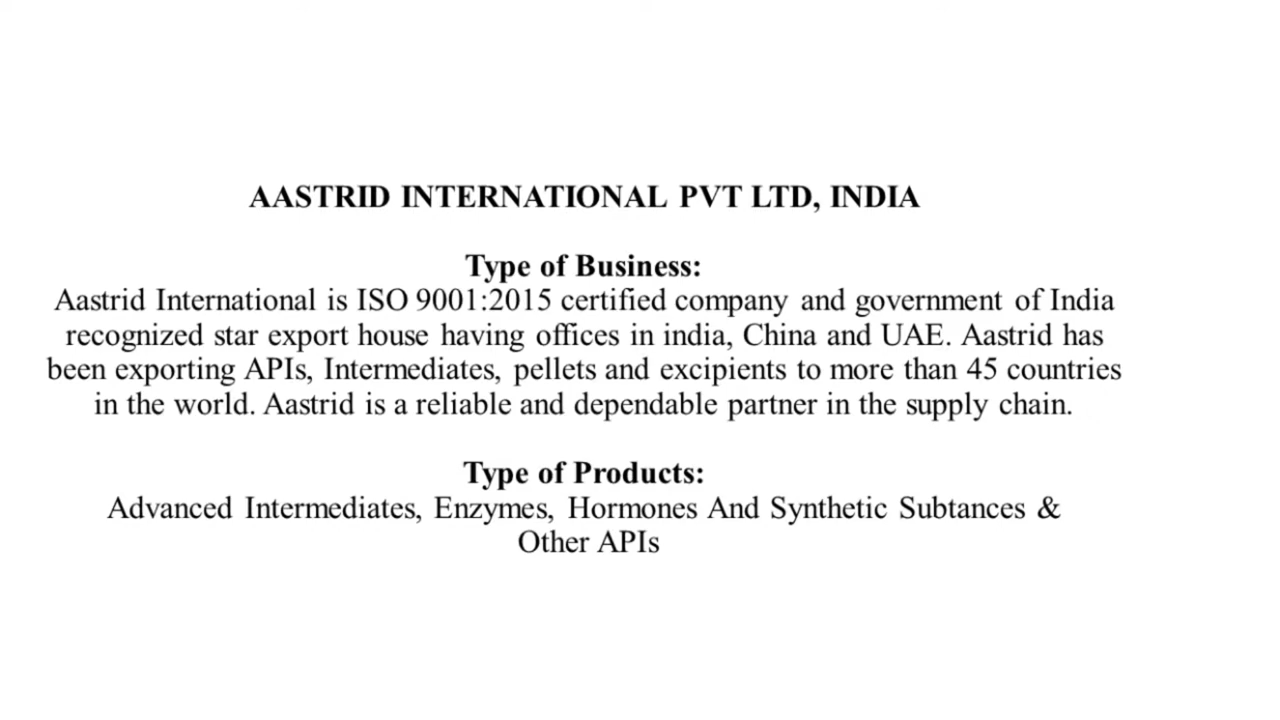 AASTRID INTERNATIONAL PVT LTD, INDIA
Type of Business:
Aastrid International is ISO 9001:2015 certified company and government of India
recognized star export house having offices in india, China and UAE. Aastrid has
been exporting APIs, Intermediates, pellets and excipients to more than 45 countries
in the world. Aastrid is a reliable and dependable partner in the supply chain.
Type of Products:
Advanced Intermediates, Enzymes, Hormones And Synthetic Subtances &
Other APIs